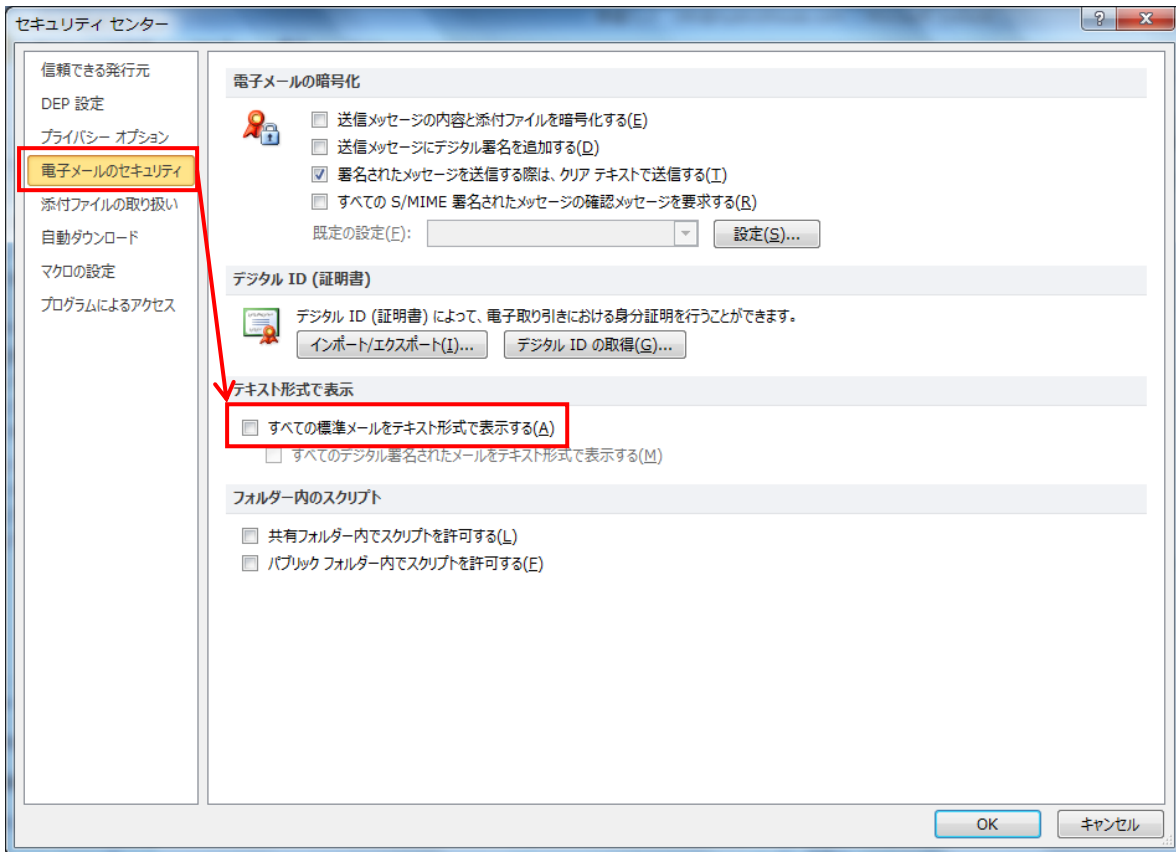 セキュリティ センター
信頼できる発行元
DEP 設定
プライバシー オプション
電子メールのセキュリティ
添付ファイルの取り扱い
自動ダウンロード
マクロの設定
プログラムによるアクセス
電子メールの暗号化
送信メッセージの内容と添付ファイルを暗号化する(E)
送信メッセージにデジタル署名を追加する(D)
署名されたメッセージを送信する際は、クリア テキストで送信する(T)
すべての S/MIME 署名されたメッセージの確認メッセージを要求する(R)
既定の設定(F): 設定(S)...
デジタル ID (証明書)
デジタル ID (証明書) によって、電子取り引きにおける身分証明を行うことができます。
インポート/エクスポート(I)... デジタル ID の取得(G)...
テキスト形式で表示
すべての標準メールをテキスト形式で表示する(A)
すべてのデジタル署名されたメールをテキスト形式で表示する(M)
フォルダー内のスクリプト
共有フォルダー内でスクリプトを許可する(L)
パブリック フォルダー内でスクリプトを許可する(F)
OK キャンセル